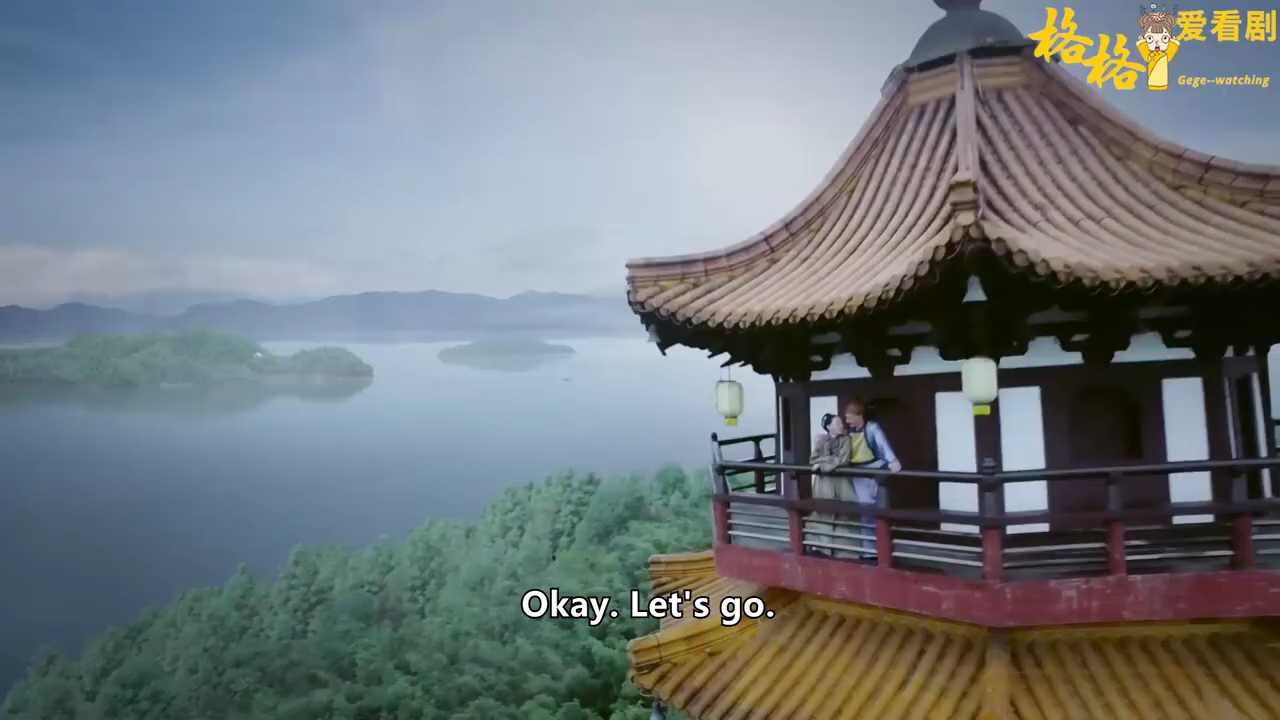 格格爱看剧
Gege--watching
Okay. Let's go.